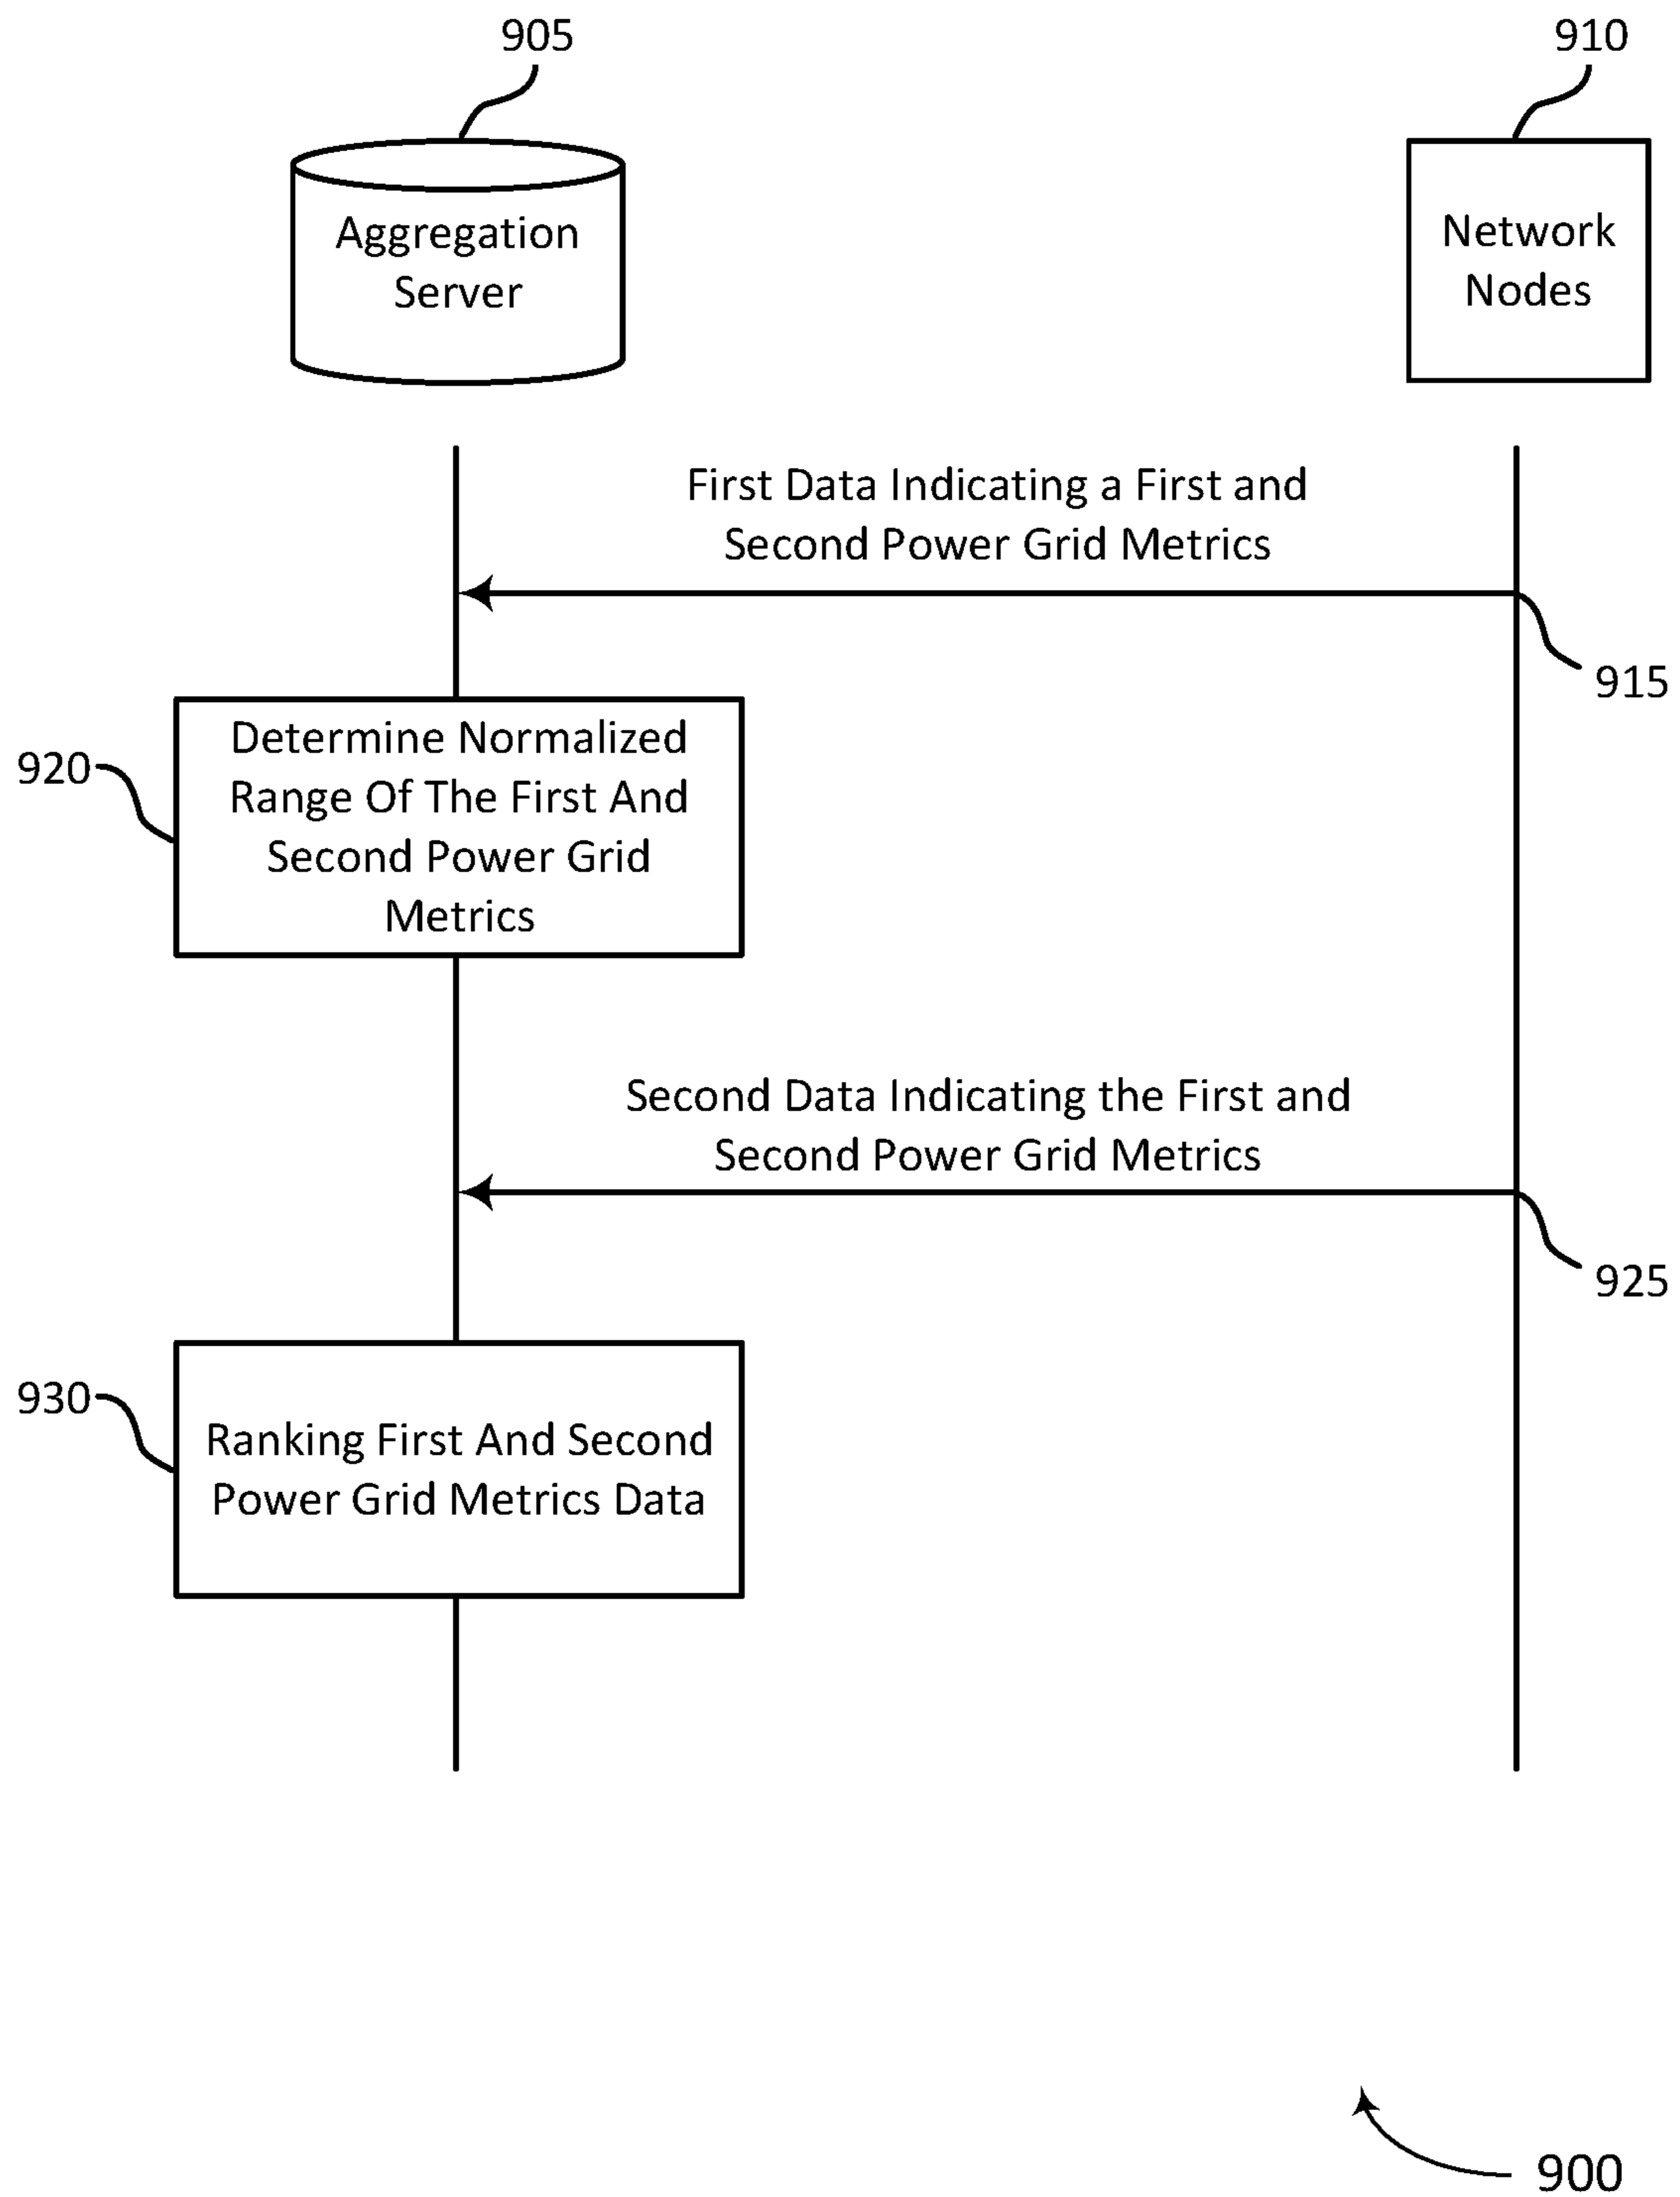 905
910
Aggregation
Server
Network
Nodes
First Data Indicating a First and
Second Power Grid Metrics
915
920
Determine Normalized
Range Of The First And
Second Power Grid
Metrics
Second Data Indicating the First and
Second Power Grid Metrics
925
930
Ranking First And Second
Power Grid Metrics Data
900